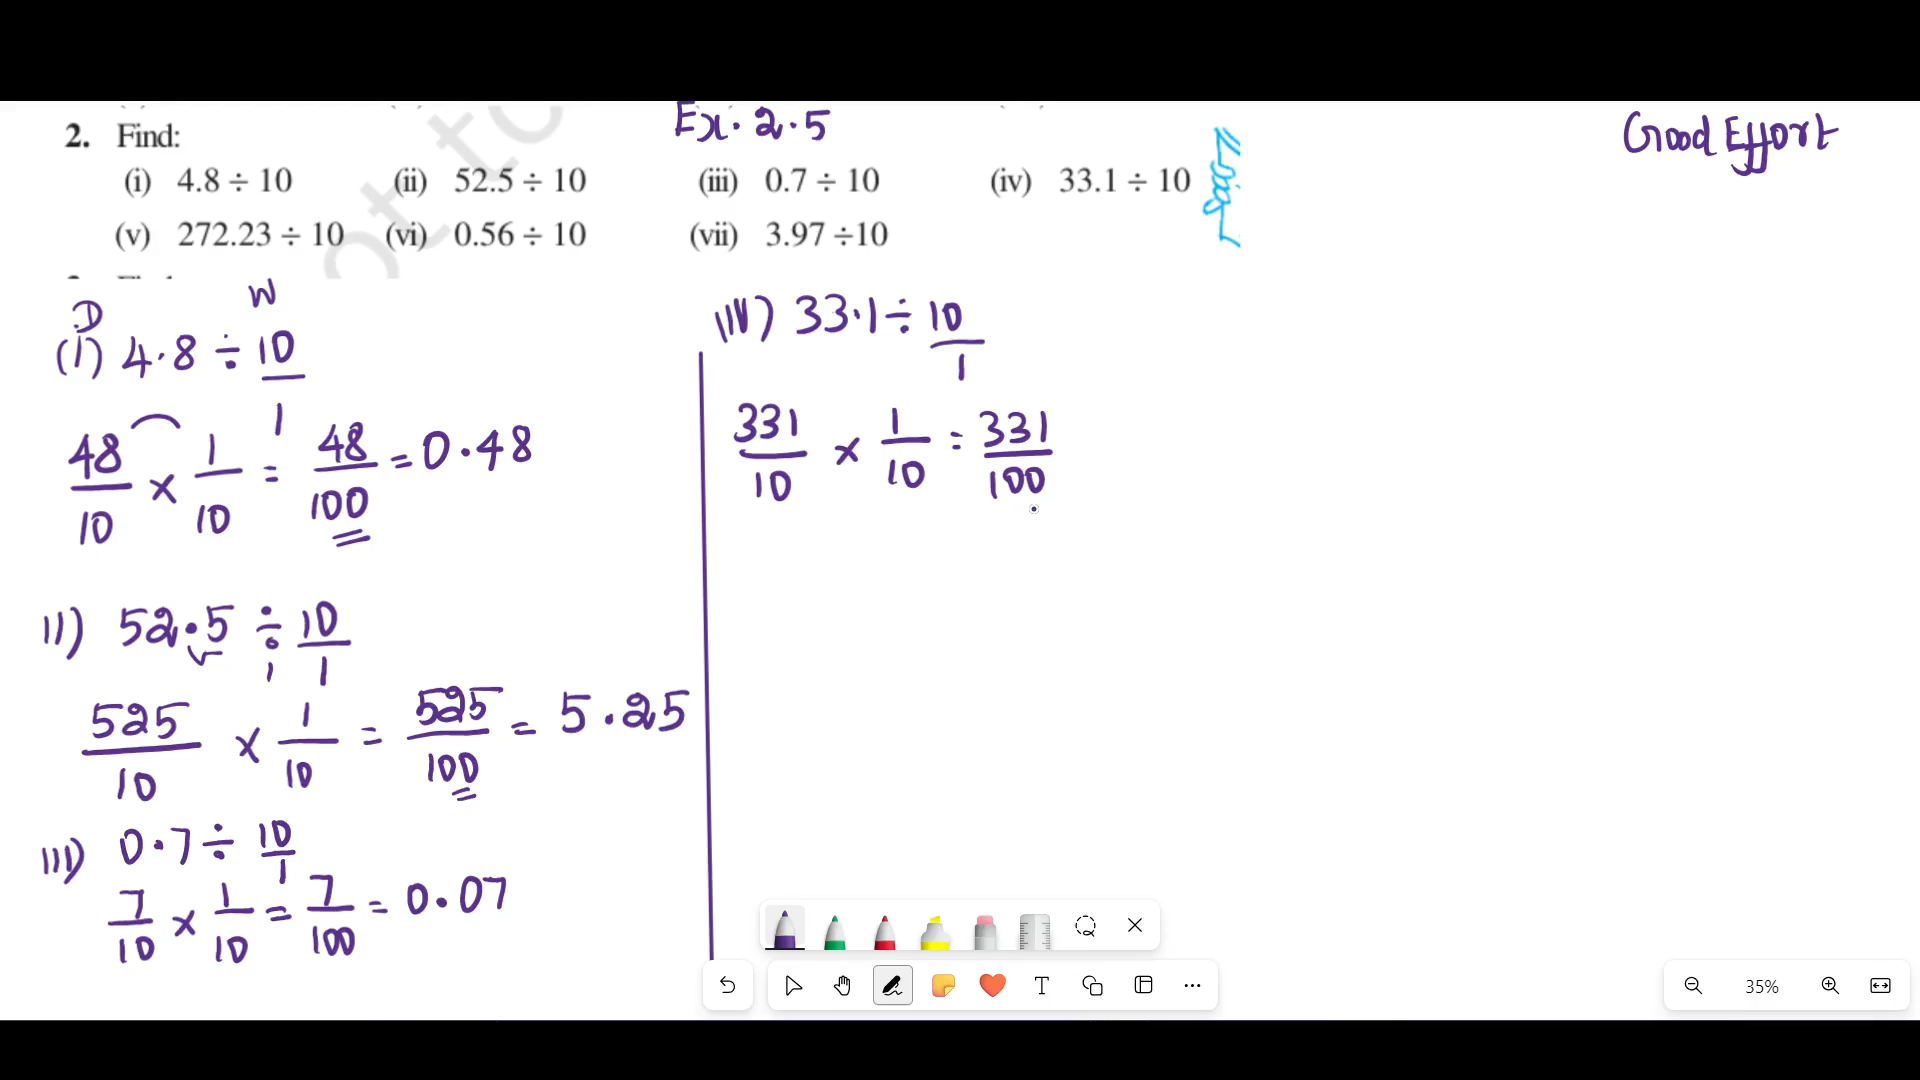 Ex. 2.5
Good Effort
2. Find:
(i) 4.8 ÷ 10 (ii) 52.5 ÷ 10 (iii) 0.7 ÷ 10 (iv) 33.1 ÷ 10
(v) 272.23 ÷ 10 (vi) 0.56 ÷ 10 (vii) 3.97 ÷10
D W
(i) 4.8 ÷ 10/1
48/10 × 1/10 = 48/100 = 0.48
ii) 52.5 ÷ 10/1
525/10 × 1/10 = 525/100 = 5.25
iii) 0.7 ÷ 10/1
7/10 × 1/10 = 7/100 = 0.07
iv) 33.1 ÷ 10/1
331/10 × 1/10 = 331/100
35%